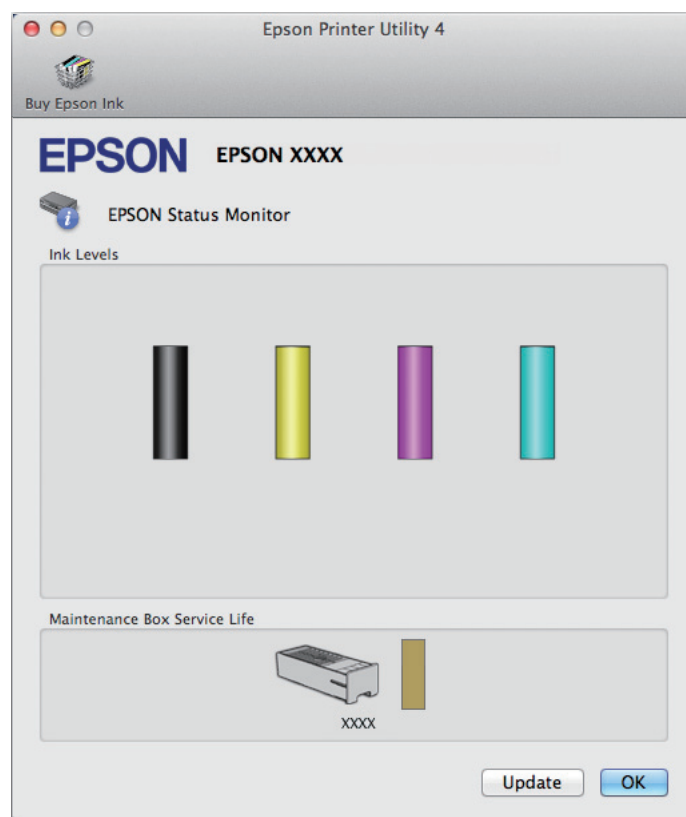 Epson Printer Utility 4
Buy Epson Ink
EPSON EPSON XXXX
EPSON Status Monitor
Ink Levels
Maintenance Box Service Life
XXXX
Update OK